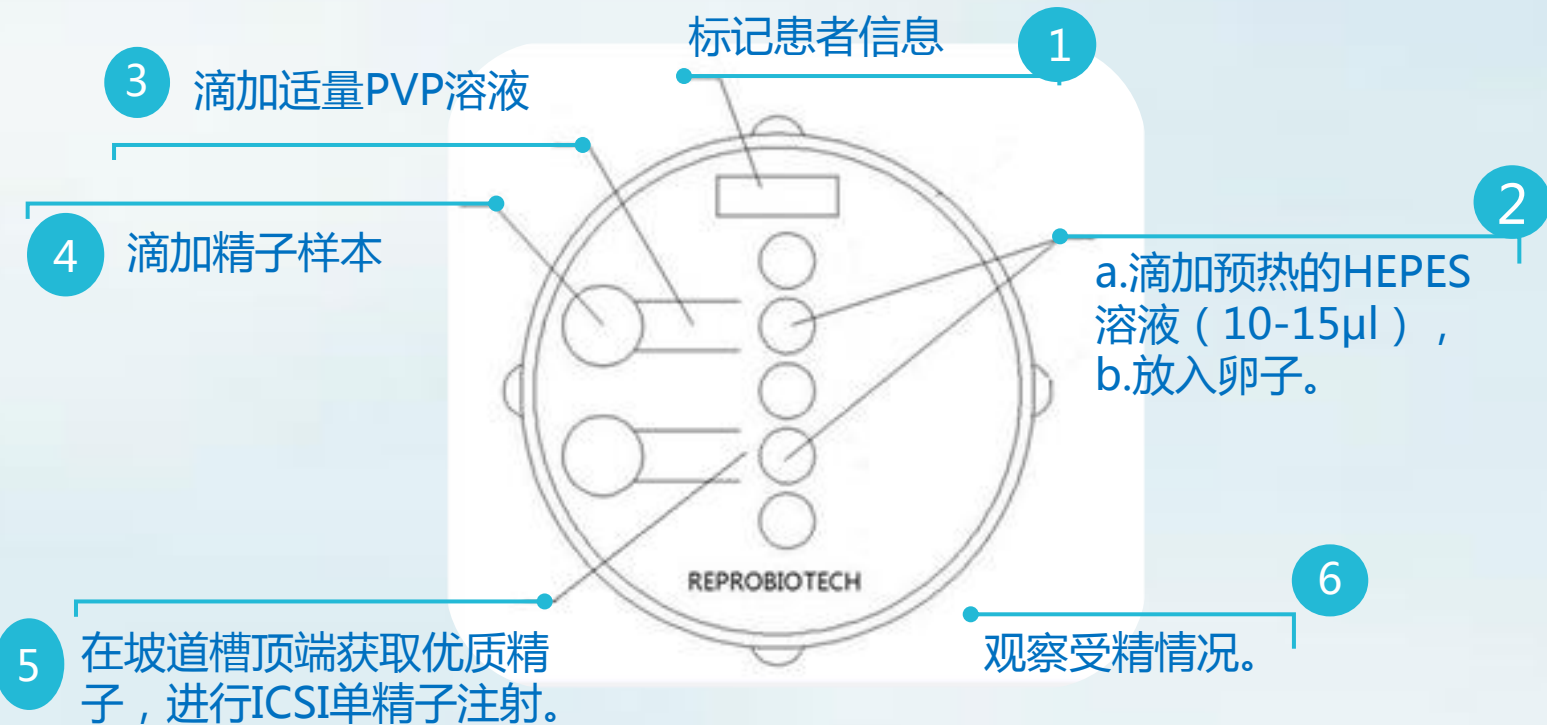 标记患者信息
1
3
滴加适量PVP溶液
2
4
滴加精子样本
a.滴加预热的HEPES
溶液（10-15μl），
b.放入卵子。
REPROBIOTECH
6
5
在坡道槽顶端获取优质精
子，进行ICSI单精子注射。
观察受精情况。